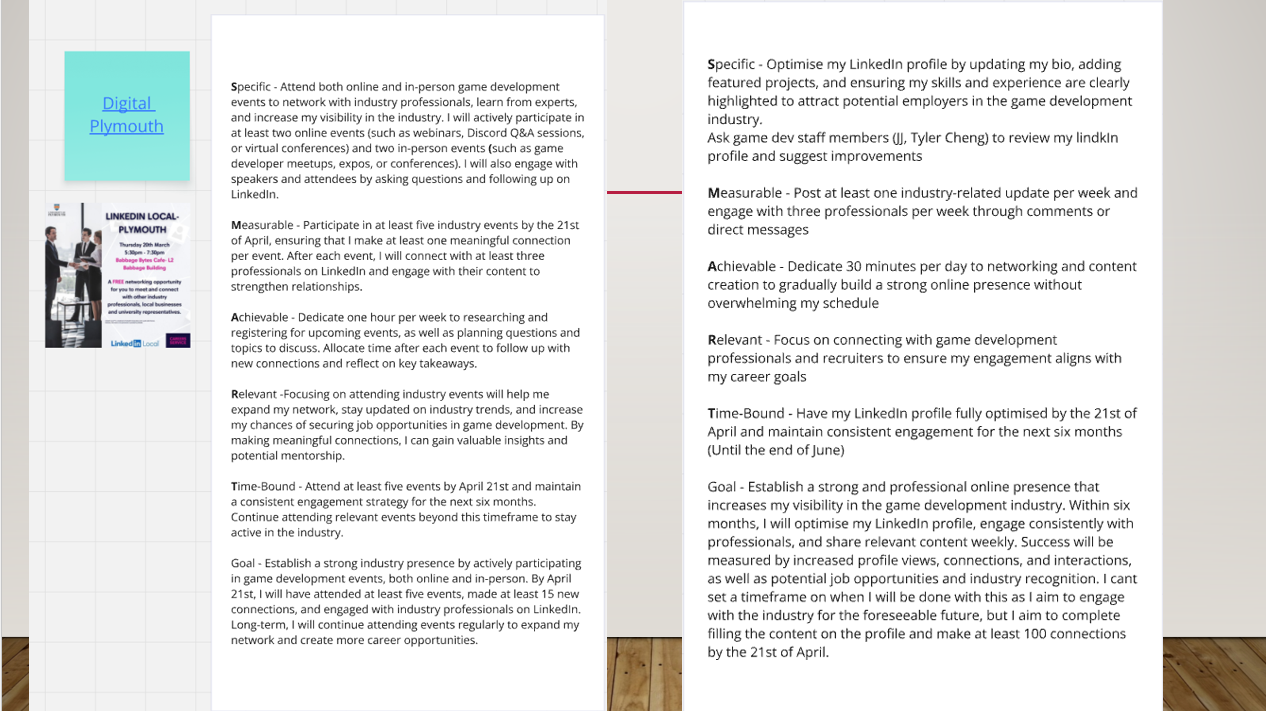 Digital
Plymouth
LINKEDIN LOCAL-
PLYMOUTH
Thursday 20th March
5:30pm - 7:30pm
Babbage Bytes Cafe- L2
Babbage Building
A FREE networking opportunity
for you to meet and connect
with other industry
professionals, local businesses
and university representatives.
LinkedIn Local
Specific - Attend both online and in-person game development
events to network with industry professionals, learn from experts,
and increase my visibility in the industry. I will actively participate in
at least two online events (such as webinars, Discord Q&A sessions,
or virtual conferences) and two in-person events (such as game
developer meetups, expos, or conferences). I will also engage with
speakers and attendees by asking questions and following up on
LinkedIn.
Measurable - Participate in at least five industry events by the 21st
of April, ensuring that I make at least one meaningful connection
per event. After each event, I will connect with at least three
professionals on LinkedIn and engage with their content to
strengthen relationships.
Achievable - Dedicate one hour per week to researching and
registering for upcoming events, as well as planning questions and
topics to discuss. Allocate time after each event to follow up with
new connections and reflect on key takeaways.
Relevant -Focusing on attending industry events will help me
expand my network, stay updated on industry trends, and increase
my chances of securing job opportunities in game development. By
making meaningful connections, I can gain valuable insights and
potential mentorship.
Time-Bound - Attend at least five events by April 21st and maintain
a consistent engagement strategy for the next six months.
Continue attending relevant events beyond this timeframe to stay
active in the industry.
Goal - Establish a strong industry presence by actively participating
in game development events, both online and in-person. By April
21st, I will have attended at least five events, made at least 15 new
connections, and engaged with industry professionals on LinkedIn.
Long-term, I will continue attending events regularly to expand my
network and create more career opportunities.
Specific - Optimise my LinkedIn profile by updating my bio, adding
featured projects, and ensuring my skills and experience are clearly
highlighted to attract potential employers in the game development
industry.
Ask game dev staff members (JJ, Tyler Cheng) to review my lindkIn
profile and suggest improvements
Measurable - Post at least one industry-related update per week and
engage with three professionals per week through comments or
direct messages
Achievable - Dedicate 30 minutes per day to networking and content
creation to gradually build a strong online presence without
overwhelming my schedule
Relevant - Focus on connecting with game development
professionals and recruiters to ensure my engagement aligns with
my career goals
Time-Bound - Have my LinkedIn profile fully optimised by the 21st of
April and maintain consistent engagement for the next six months
(Until the end of June)
Goal - Establish a strong and professional online presence that
increases my visibility in the game development industry. Within six
months, I will optimise my LinkedIn profile, engage consistently with
professionals, and share relevant content weekly. Success will be
measured by increased profile views, connections, and interactions,
as well as potential job opportunities and industry recognition. I cant
set a timeframe on when I will be done with this as I aim to engage
with the industry for the foreseeable future, but I aim to complete
filling the content on the profile and make at least 100 connections
by the 21st of April.